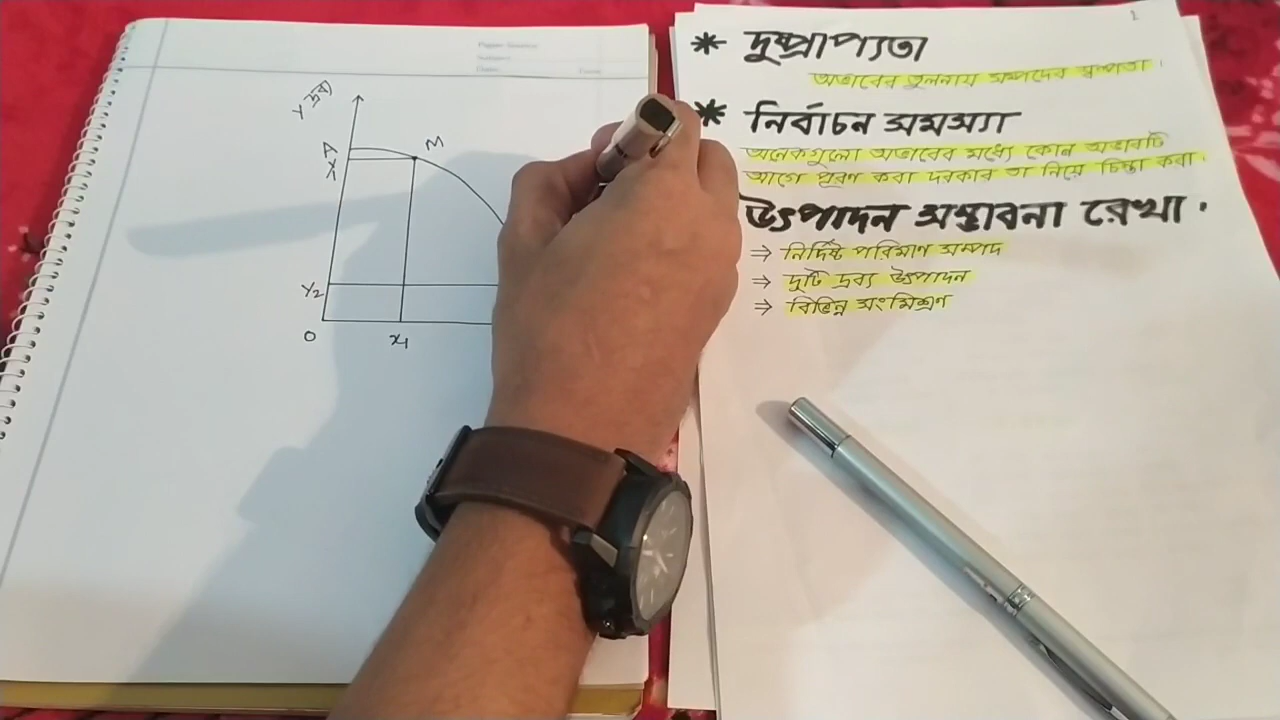 Y দ্রব্য
A
M
Y2
O
x1
1
* দুষ্প্রাপ্যতা
অভাবের তুলনায় সম্পদের স্বল্পতা।
* নির্বাচন সমস্যা
অনেকগুলো অভাবের মধ্যে কোন অভাবটি
আগে পূরণ করা দরকার তা নিয়ে চিন্তা করা।
উৎপাদন সম্ভাবনা রেখা.
⇒ নির্দিষ্ট পরিমাণ সম্পদ
⇒ দুটি দ্রব্য উৎপাদন
⇒ বিভিন্ন সংমিশ্রণ